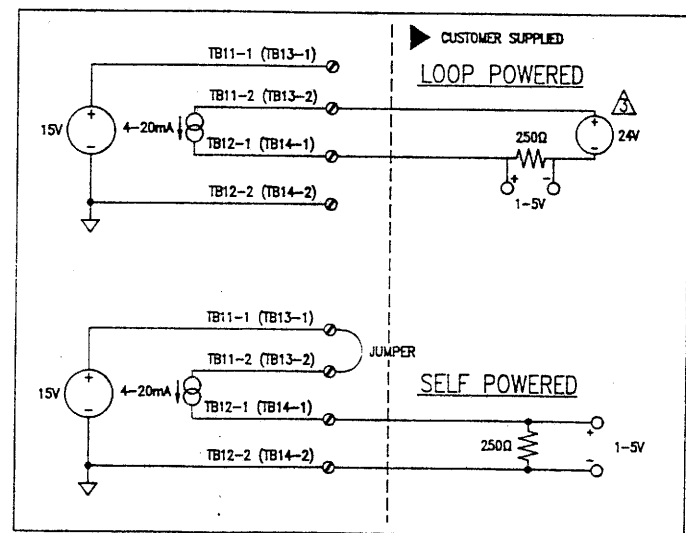 ▶ CUSTOMER SUPPLIED
LOOP POWERED
TB11-1 (TB13-1)
TB11-2 (TB13-2)
3
15V
+
-
4-20mA
TB12-1 (TB14-1)
250Ω
+
-
24V
+ -
1-5V
TB12-2 (TB14-2)
TB11-1 (TB13-1)
JUMPER
TB11-2 (TB13-2)
SELF POWERED
15V
+
-
4-20mA
TB12-1 (TB14-1)
250Ω
+
-
1-5V
TB12-2 (TB14-2)